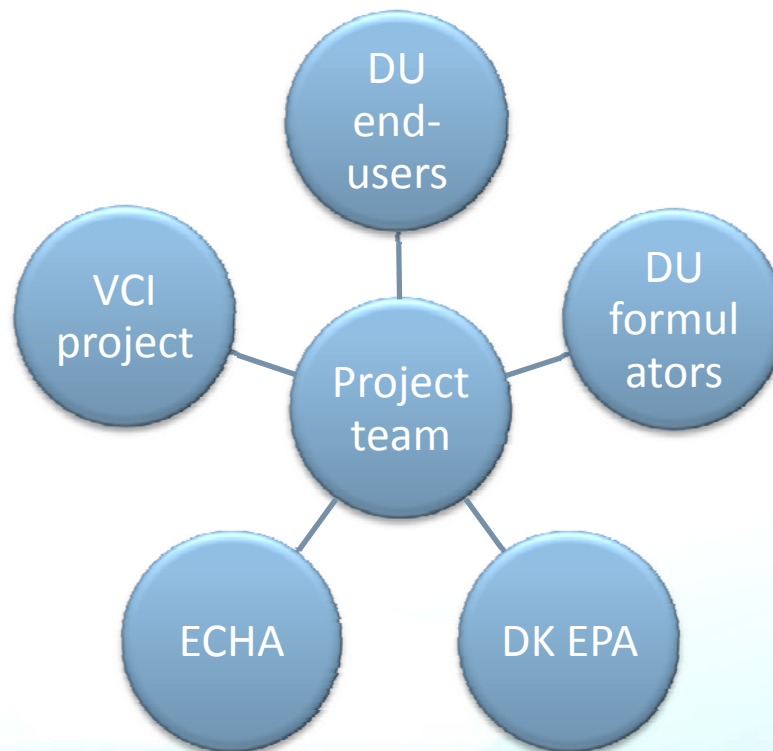 DU
end-
users
VCI
project
DU
formul
ators
Project
team
ECHA
DK EPA